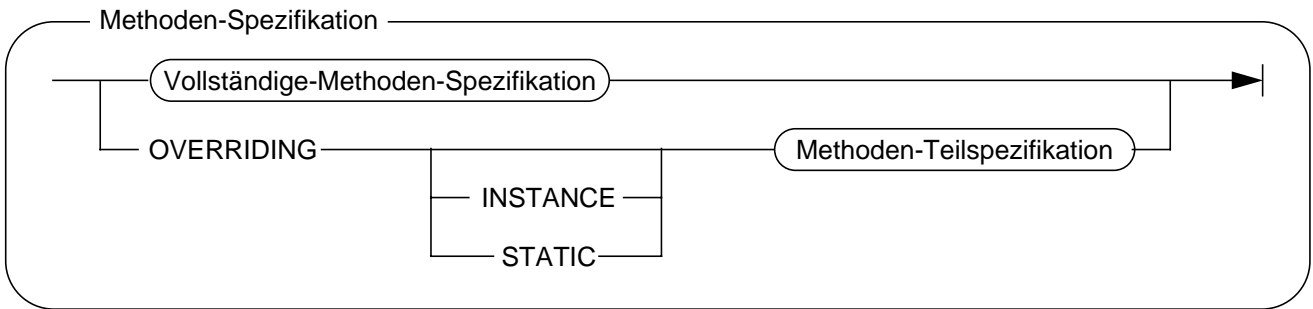 Methoden-Spezifikation
Vollständige-Methoden-Spezifikation
OVERRIDING Methoden-Teilspezifikation
INSTANCE
STATIC